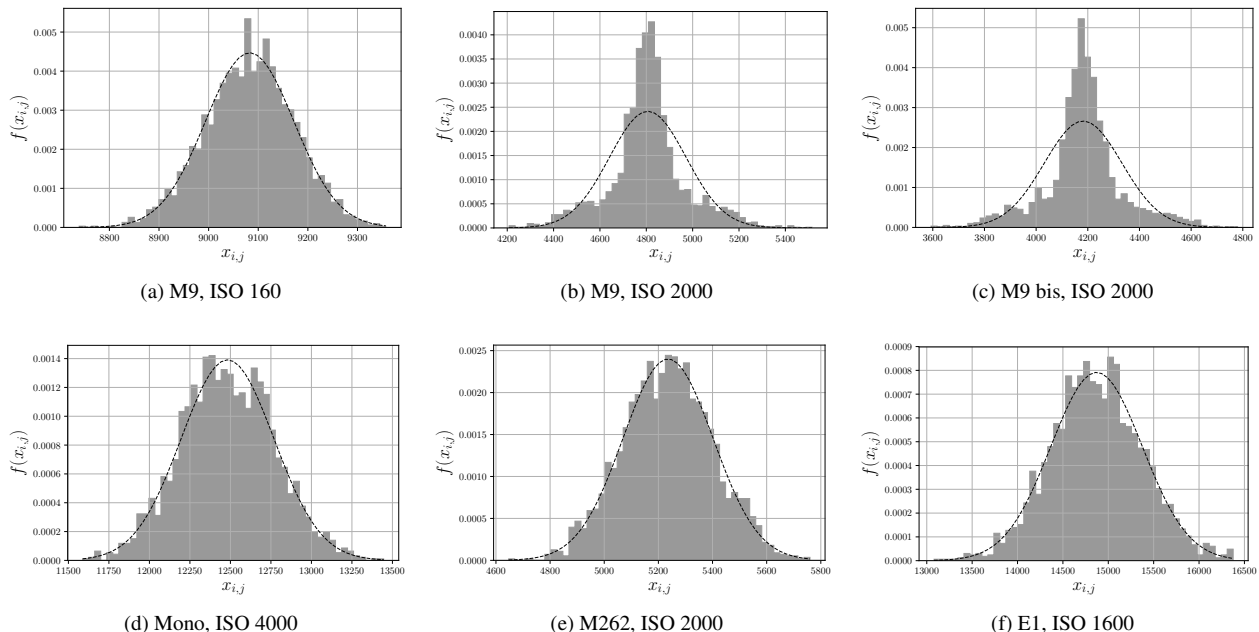 0.005
0.004
0.003
0.002
0.001
0.000
f(x_{i,j})
8800 8900 9000 9100 9200 9300
x_{i,j}
(a) M9, ISO 160
0.0040
0.0035
0.0030
0.0025
0.0020
0.0015
0.0010
0.0005
0.0000
f(x_{i,j})
4200 4400 4600 4800 5000 5200 5400
x_{i,j}
(b) M9, ISO 2000
0.005
0.004
0.003
0.002
0.001
0.000
f(x_{i,j})
3600 3800 4000 4200 4400 4600 4800
x_{i,j}
(c) M9 bis, ISO 2000
0.0014
0.0012
0.0010
0.0008
0.0006
0.0004
0.0002
0.0000
f(x_{i,j})
11500 11750 12000 12250 12500 12750 13000 13250 13500
x_{i,j}
(d) Mono, ISO 4000
0.0025
0.0020
0.0015
0.0010
0.0005
0.0000
f(x_{i,j})
4600 4800 5000 5200 5400 5600 5800
x_{i,j}
(e) M262, ISO 2000
0.0009
0.0008
0.0007
0.0006
0.0005
0.0004
0.0003
0.0002
0.0001
0.0000
f(x_{i,j})
13000 13500 14000 14500 15000 15500 16000 16500
x_{i,j}
(f) E1, ISO 1600